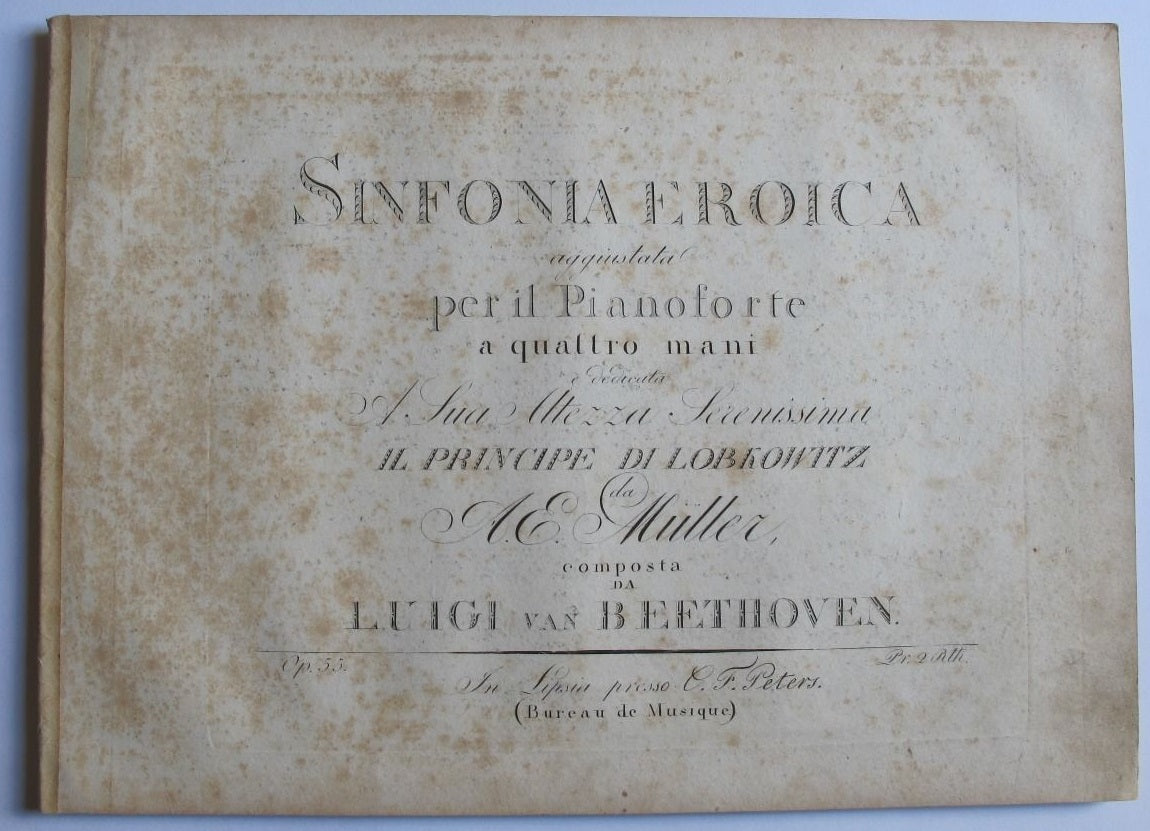 SINFONIA EROICA
aggiustata
per il Pianoforte
a quattro mani
e dedicata
A Sua Altezza Serenissima
IL PRINCIPE DI LOBKOWITZ
da
A. E. Müller,
composta
DA
LUIGI VAN BEETHOVEN.
Op. 55. Pr. 2 Rth.
In Lipsia presso C. F. Peters.
(Bureau de Musique)